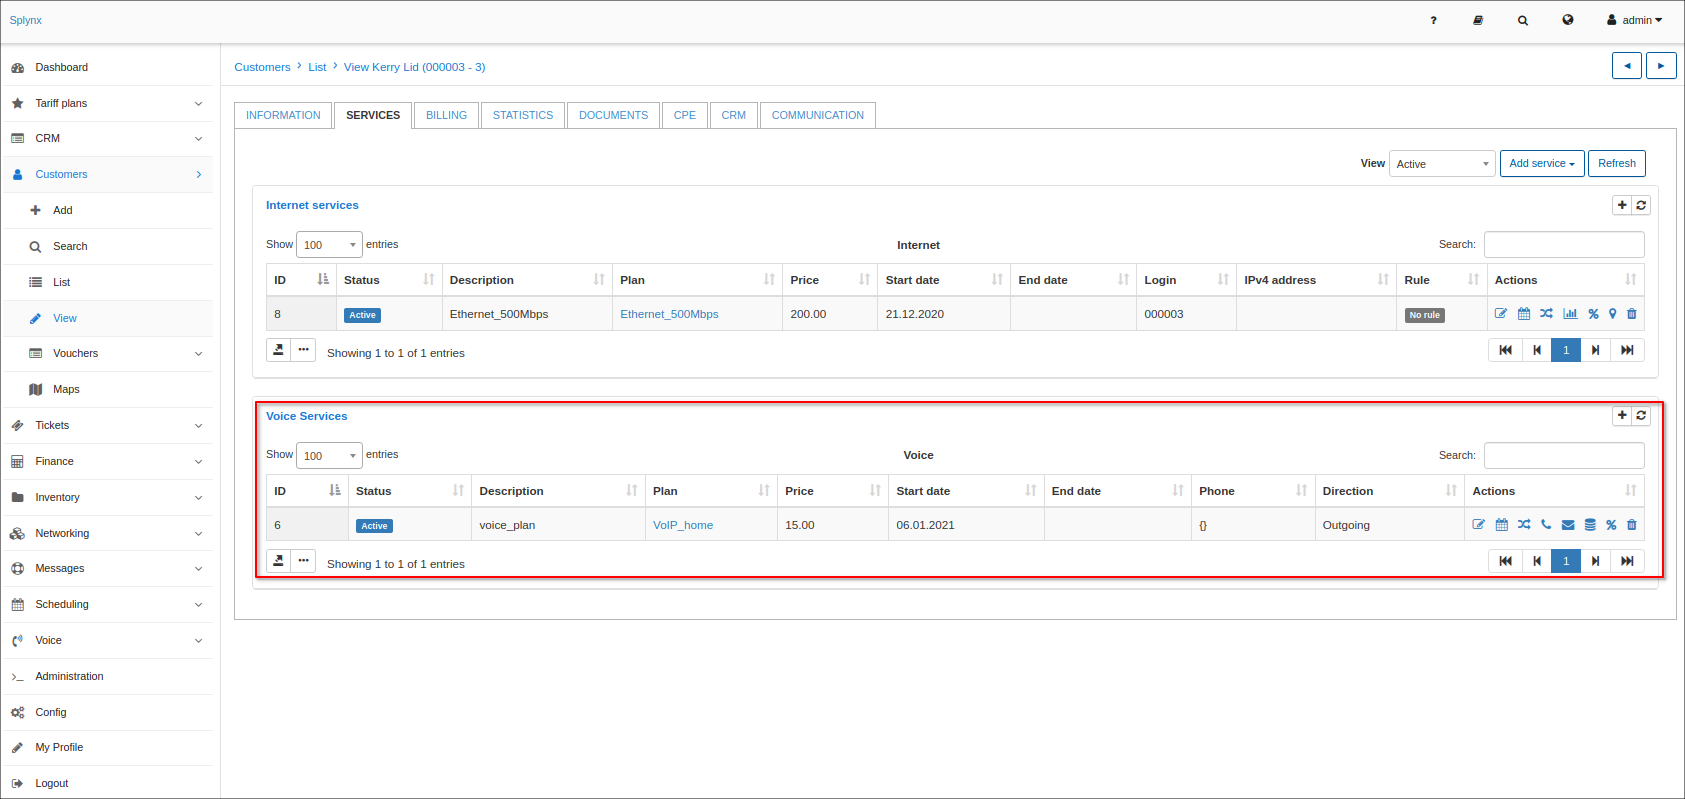 Splynx
? admin
Dashboard
Tariff plans
CRM
Customers
Add
Search
List
View
Vouchers
Maps
Tickets
Finance
Inventory
Networking
Messages
Scheduling
Voice
Administration
Config
My Profile
Logout
Customers › List › View Kerry Lid (000003 - 3)
INFORMATION SERVICES BILLING STATISTICS DOCUMENTS CPE CRM COMMUNICATION
View Active Add service Refresh
Internet services
Show 100 entries Internet Search:
ID Status Description Plan Price Start date End date Login IPv4 address Rule Actions
8 Active Ethernet_500Mbps Ethernet_500Mbps 200.00 21.12.2020 000003 No rule %
Showing 1 to 1 of 1 entries 1
Voice Services
Show 100 entries Voice Search:
ID Status Description Plan Price Start date End date Phone Direction Actions
6 Active voice_plan VoIP_home 15.00 06.01.2021 {} Outgoing %
Showing 1 to 1 of 1 entries 1